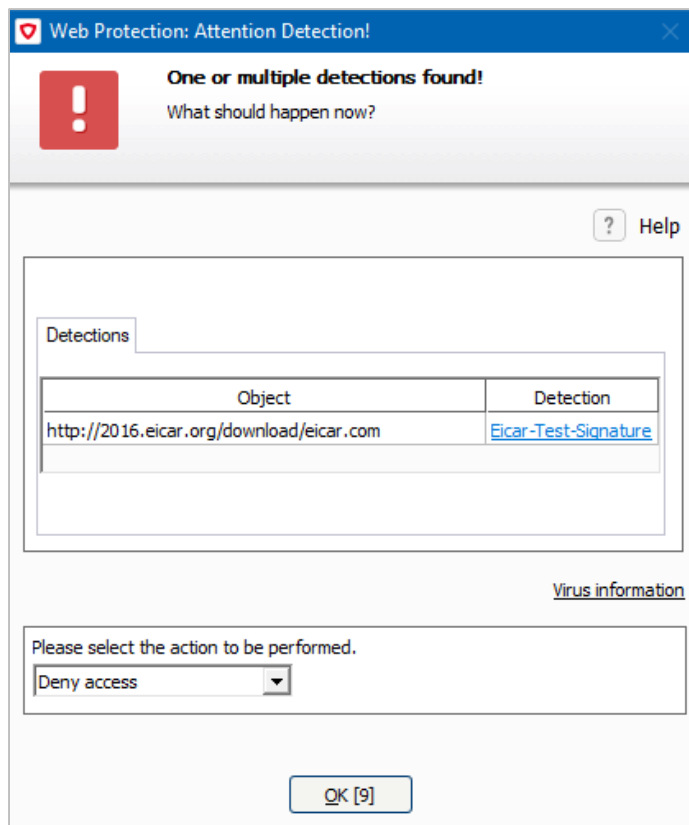 Web Protection: Attention Detection!
One or multiple detections found!
What should happen now?
? Help
Detections
Object Detection
http://2016.eicar.org/download/eicar.com Eicar-Test-Signature
Virus information
Please select the action to be performed.
Deny access
OK [9]